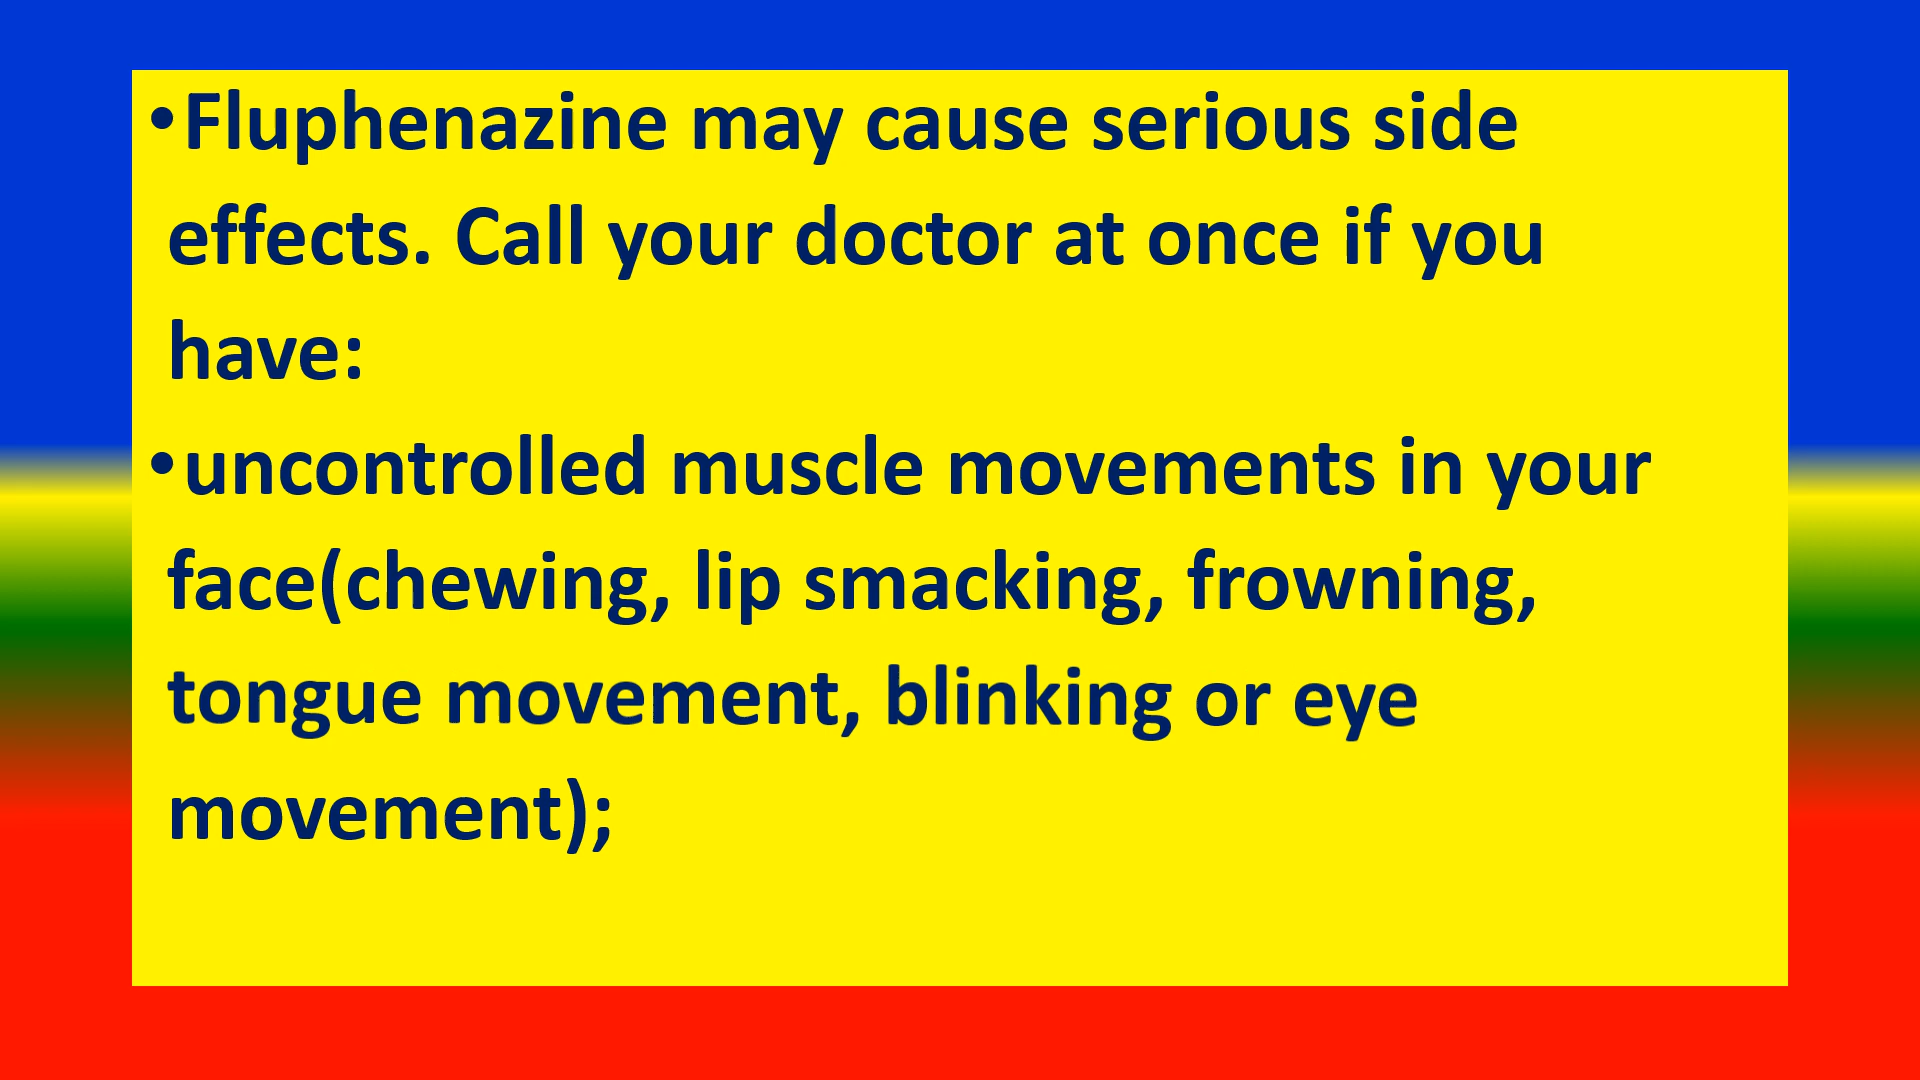 •Fluphenazine may cause serious side
effects. Call your doctor at once if you
have:
•uncontrolled muscle movements in your
face(chewing, lip smacking, frowning,
tongue movement, blinking or eye
movement);